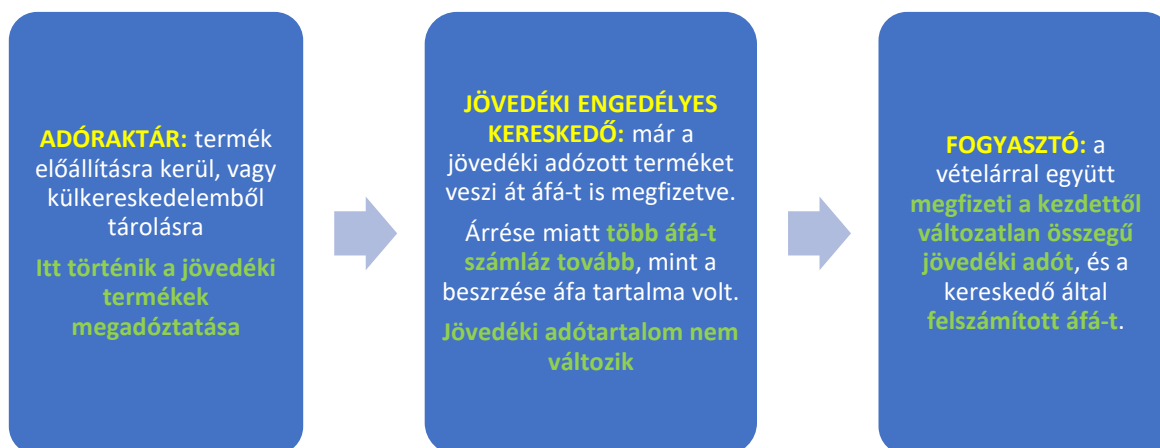 ADÓRAKTÁR: termék
előállításra kerül, vagy
külkereskedelemből
tárolásra
Itt történik a jövedéki
termékek
megadóztatása
JÖVEDÉKI ENGEDÉLYES
KERESKEDŐ: már a
jövedéki adózott terméket
veszi át áfá-t is megfizetve.
Árrése miatt több áfá-t
számláz tovább, mint a
beszrzése áfa tartalma volt.
Jövedéki adótartalom nem
változik
FOGYASZTÓ: a
vételárral együtt
megfizeti a kezdettől
változatlan összegű
jövedéki adót, és a
kereskedő által
felszámított áfá-t.